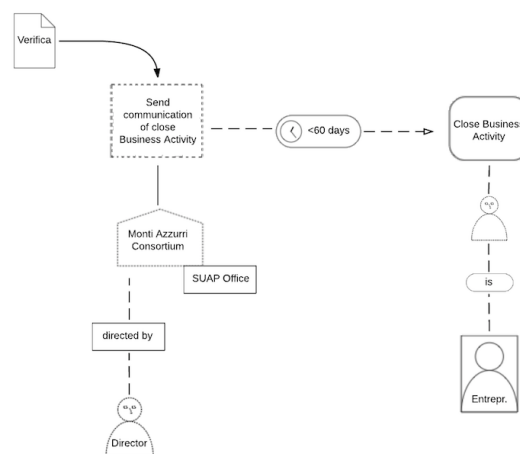 Verifica
Send
communication
of close
Business Activity
<60 days
Close Business
Activity
Monti Azzurri
Consortium
SUAP Office
is
directed by
Entrepr.
Director